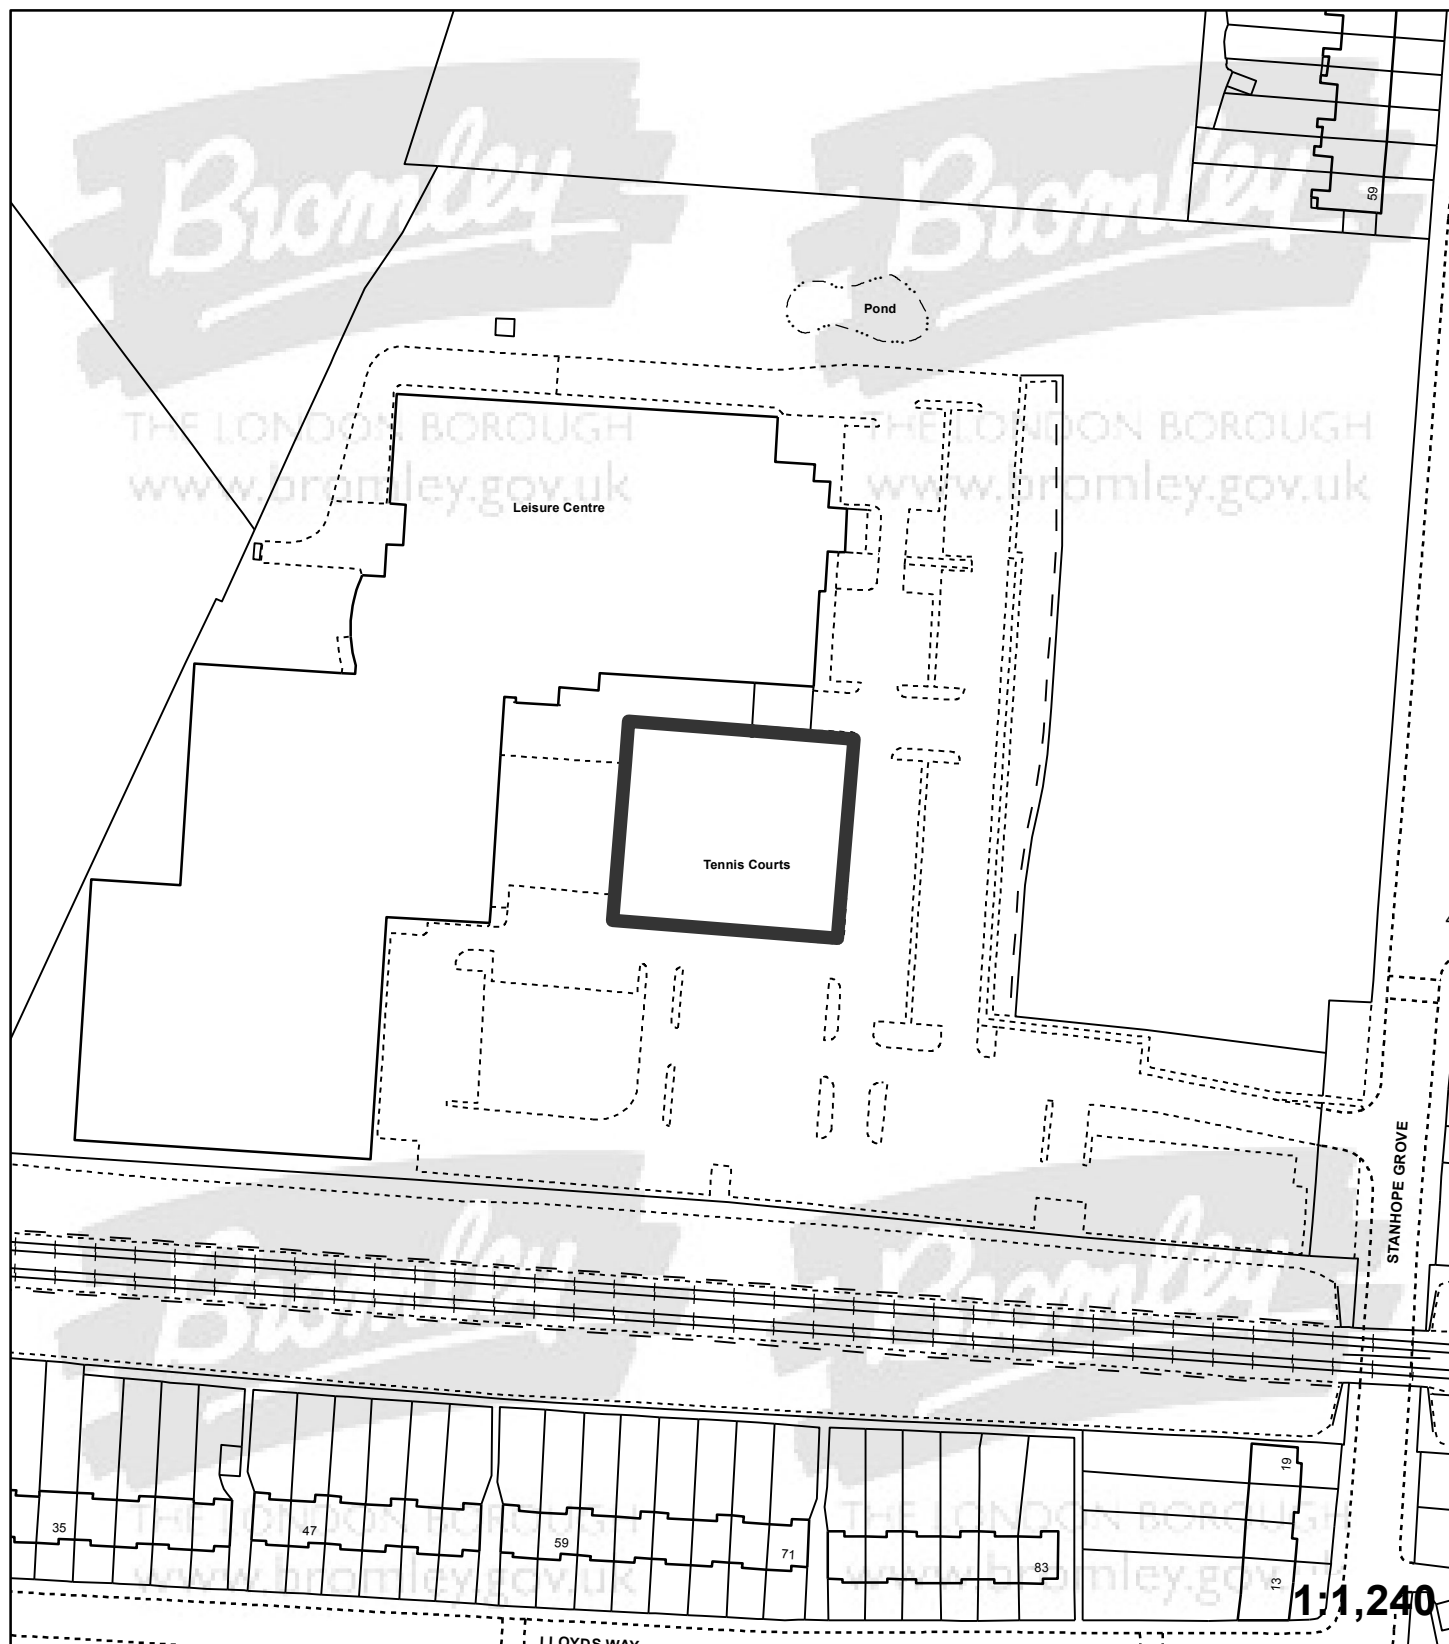 Bromley
THE LONDON BOROUGH
www.bromley.gov.uk
Bromley
THE LONDON BOROUGH
www.bromley.gov.uk
59
Pond
Leisure Centre
Tennis Courts
STANHOPE GROVE
Bromley
THE LONDON BOROUGH
www.bromley.gov.uk
Bromley
THE LONDON BOROUGH
www.bromley.gov.uk
35
47
59
71
83
19
13
1:1,240
LLOYDS WAY